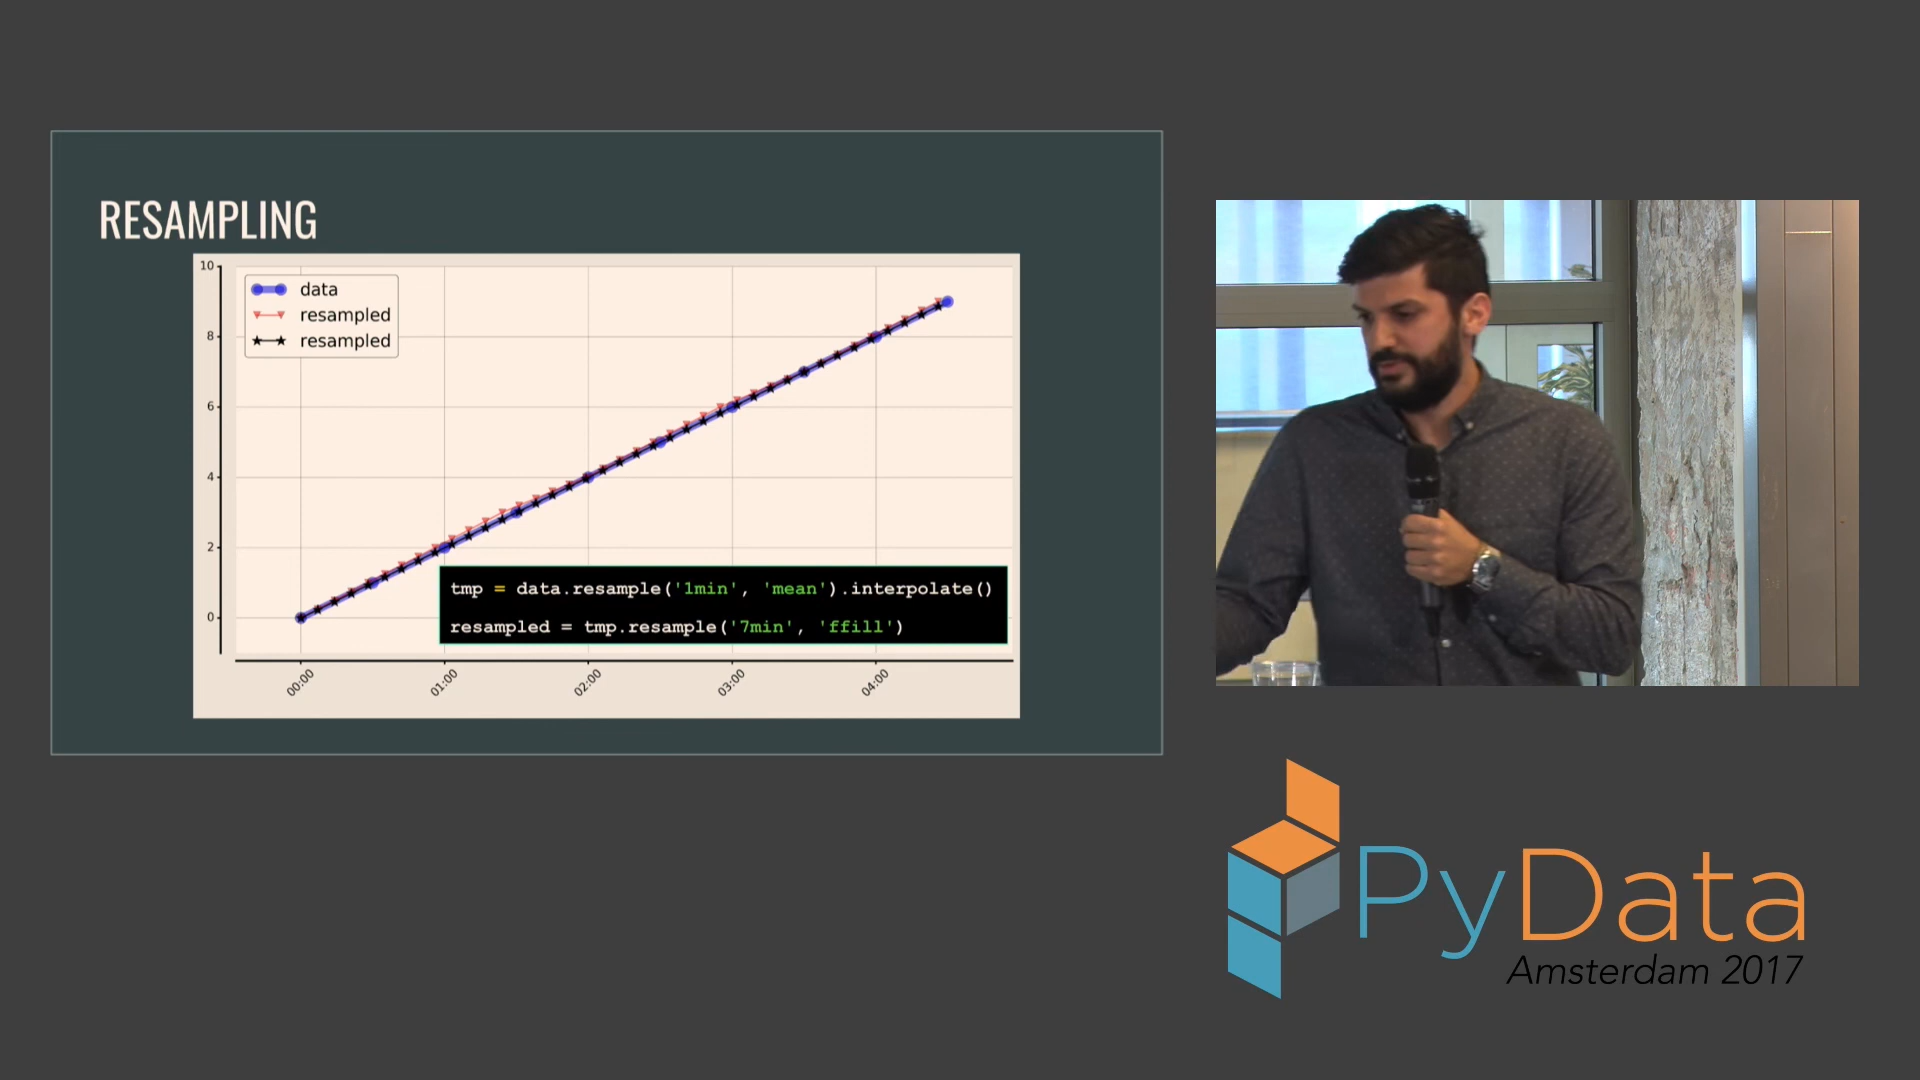 RESAMPLING
10
8
6
4
2
0
data
resampled
resampled
tmp = data.resample('1min', 'mean').interpolate()
resampled = tmp.resample('7min', 'ffill')
00:00
01:00
02:00
03:00
04:00
PyData
Amsterdam 2017